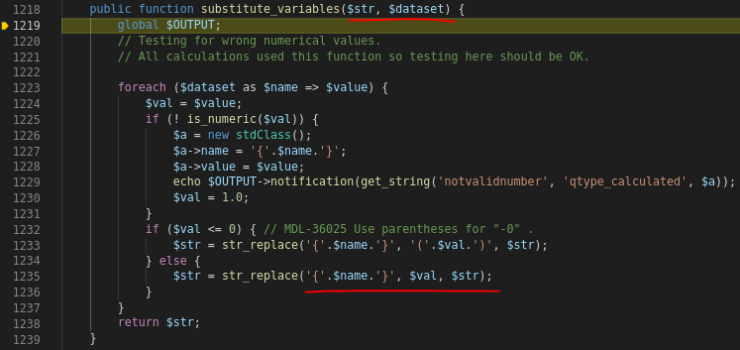 1218 public function substitute_variables($str, $dataset) {
1219 global $OUTPUT;
1220 // Testing for wrong numerical values.
1221 // All calculations used this function so testing here should be OK.
1222
1223 foreach ($dataset as $name => $value) {
1224 $val = $value;
1225 if (! is_numeric($val)) {
1226 $a = new stdClass();
1227 $a->name = '{'.$name.'}';
1228 $a->value = $value;
1229 echo $OUTPUT->notification(get_string('notvalidnumber', 'qtype_calculated', $a));
1230 $val = 1.0;
1231 }
1232 if ($val <= 0) { // MDL-36025 Use parentheses for "-0" .
1233 $str = str_replace('{'.$name.'}', '('.$val.')', $str);
1234 } else {
1235 $str = str_replace('{'.$name.'}', $val, $str);
1236 }
1237 }
1238 return $str;
1239 }